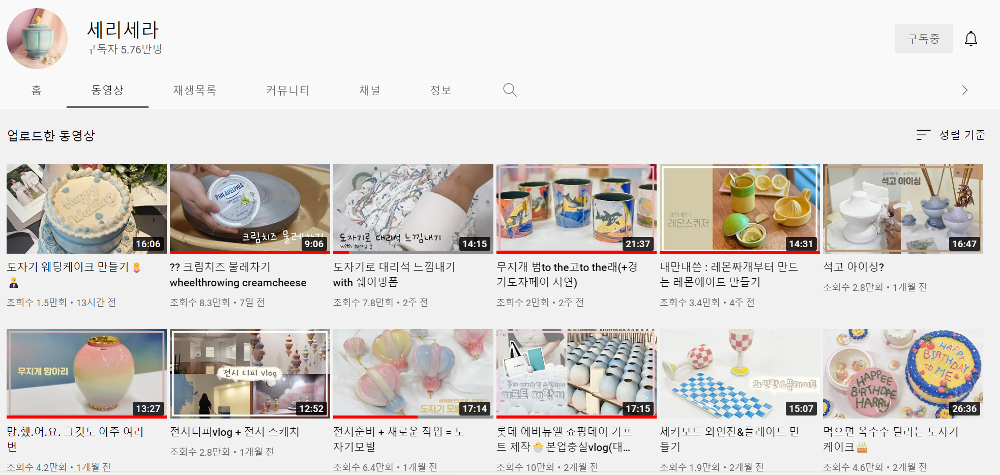 세리세라
구독자 5.76만명
구독중
홈
동영상
재생목록
커뮤니티
채널
정보
업로드한 동영상
정렬 기준
Happy
Wedding
16:06
PHILADELPHIA
크림치즈 물레차기
9:06
도자기로 대리석 느낌내기
with 쉐이빙 폼
14:15
21:37
내만내쓴 :
레몬스퀴저
14:31
before after
석고 아이싱
16:47
도자기 웨딩케이크 만들기👰
🤵
조회수 1.5만회 • 13시간 전
?? 크림치즈 물레차기
wheelthrowing creamcheese
조회수 8.3만회 • 7일 전
도자기로 대리석 느낌내기
with 쉐이빙폼
조회수 7.8만회 • 2주 전
무지개 범to the고to the래(+경
기도자페어 시연)
조회수 2만회 • 2주 전
내만내쓴 : 레몬짜개부터 만드
는 레몬에이드 만들기
조회수 3.4만회 • 4주 전
석고 아이싱?
조회수 2.8만회 • 1개월 전
무지개 항아리
13:27
전시 디피 vlog
12:52
세리세라의 본캐 : 도예작가
도자기 모빌
17:14
AVENUEL
롯데 에비뉴엘 쇼핑데이
기프트 제작기
17:15
와인잔&플레이트
15:07
HAPPEE
BIRTHDAE
HARRY
HAPPY
BIRTHDAY
TO ME
26:36
망.했.어.요. 그것도 아주 여러
번
조회수 4.2만회 • 1개월 전
전시디피vlog + 전시 스케치
조회수 2.8만회 • 1개월 전
전시준비 + 새로운 작업 = 도
자기모빌
조회수 6.4만회 • 1개월 전
롯데 에비뉴엘 쇼핑데이 기프
트 제작🐣본업충실vlog(대...
조회수 10만회 • 2개월 전
체커보드 와인잔&플레이트 만
들기
조회수 1.9만회 • 2개월 전
먹으면 옥수수 털리는 도자기
케이크🎂
조회수 4.6만회 • 2개월 전